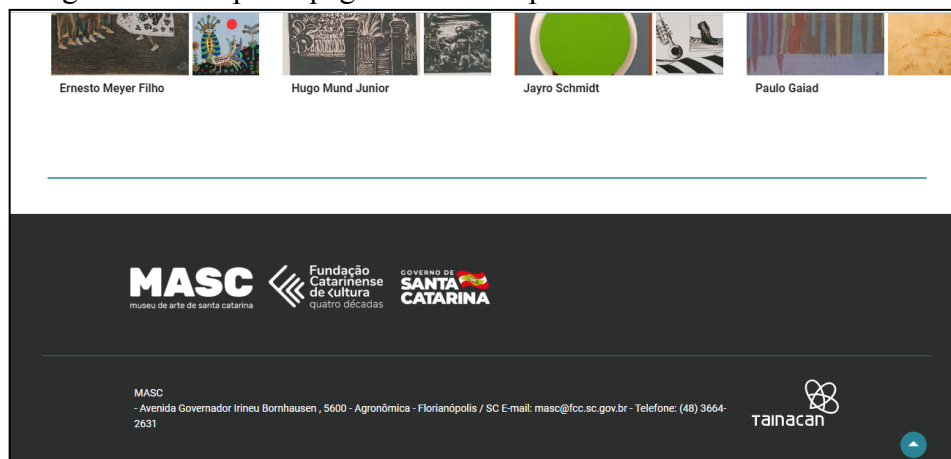 Ernesto Meyer Filho
Hugo Mund Junior
Jayro Schmidt
Paulo Gaiad
MASC
museu de arte de santa catarina
Fundação
Catarinense
de cultura
quatro décadas
GOVERNO DE
SANTA
CATARINA
MASC
- Avenida Governador Irineu Bornhausen , 5600 - Agronômica - Florianópolis / SC E-mail: masc@fcc.sc.gov.br - Telefone: (48) 3664-
2631
Tainacan